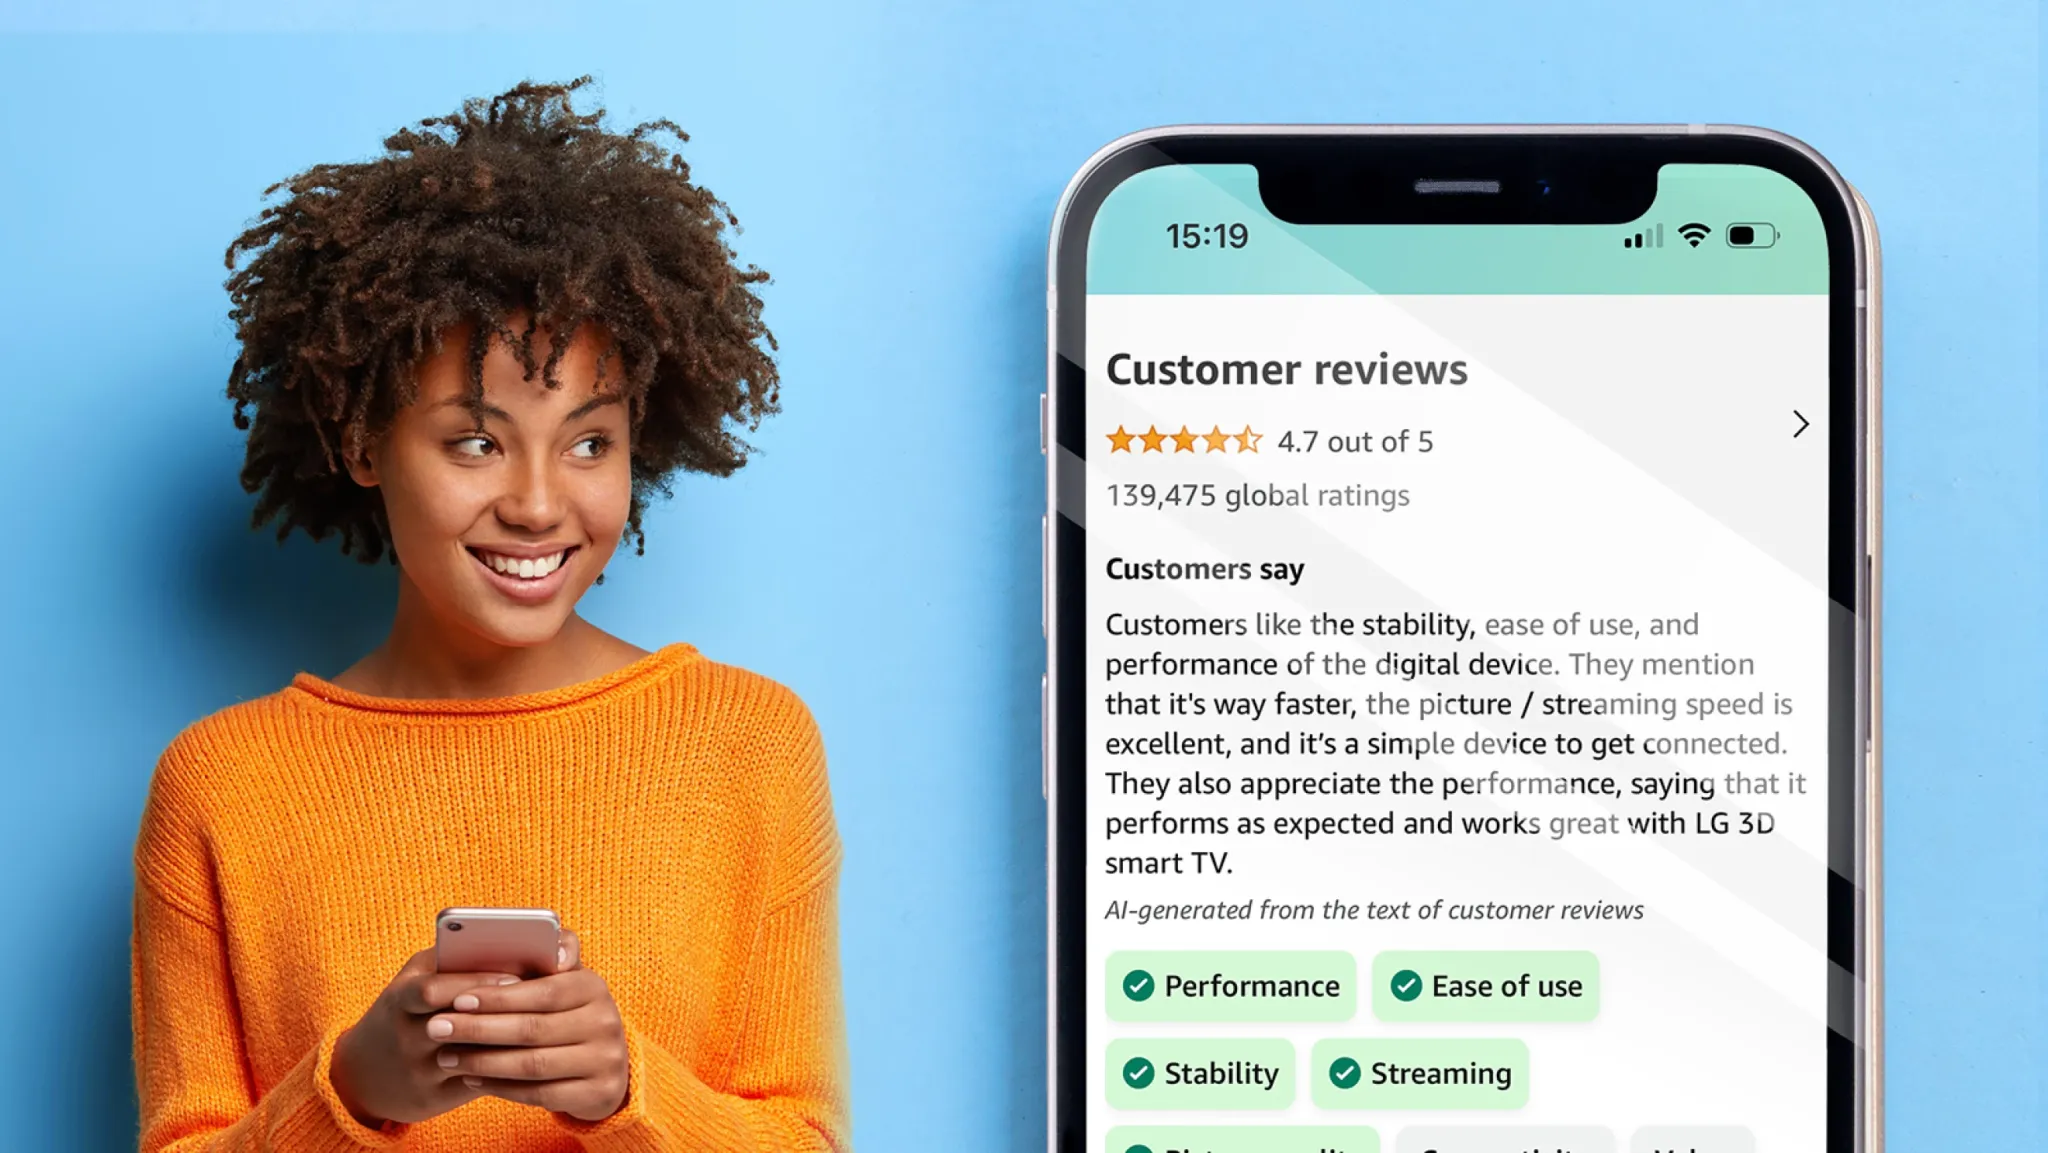 15:19
Customer reviews
4.7 out of 5
139,475 global ratings
Customers say
Customers like the stability, ease of use, and
performance of the digital device. They mention
that it's way faster, the picture / streaming speed is
excellent, and it’s a simple device to get connected.
They also appreciate the performance, saying that it
performs as expected and works great with LG 3D
smart TV.
AI-generated from the text of customer reviews
Performance Ease of use
Stability Streaming